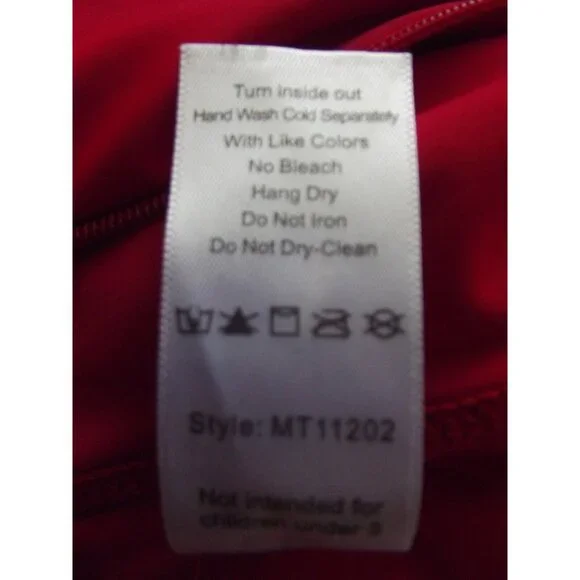 Turn inside out
Hand Wash Cold Separately
With Like Colors
No Bleach
Hang Dry
Do Not Iron
Do Not Dry-Clean
Style: MT11202
Not intended for
children under